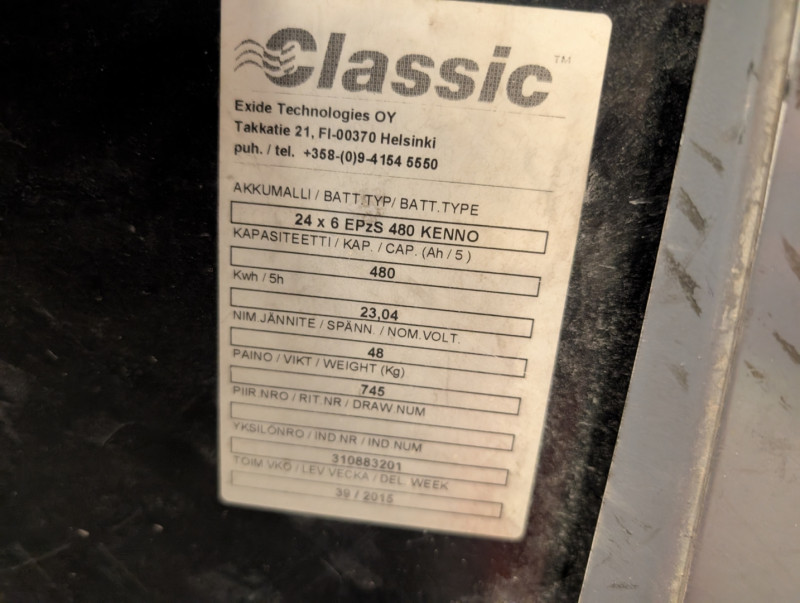 Classic™
Exide Technologies OY
Takkatie 21, FI-00370 Helsinki
puh. / tel. +358-(0)9-4154 5550
AKKUMALLI / BATT.TYP/ BATT.TYPE
24 x 6 EPzS 480 KENNO
KAPASITEETTI / KAP. / CAP. (Ah / 5 )
480
Kwh / 5h
23,04
NIM.JÄNNITE / SPÄNN. / NOM.VOLT.
48
PAINO / VIKT / WEIGHT (Kg)
745
PIIR.NRO / RIT.NR / DRAW.NUM
YKSILÖNRO / IND.NR / IND NUM
310883201
TOIM VKO / LEV VECKA / DEL. WEEK
39 / 2015